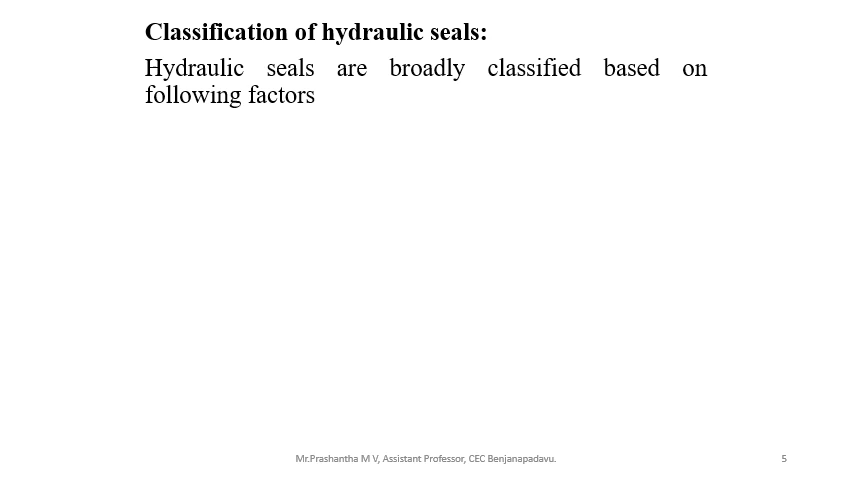 Classification of hydraulic seals:
Hydraulic seals are broadly classified based on
following factors
Mr.Prashantha M V, Assistant Professor, CEC Benjanapadavu.
5